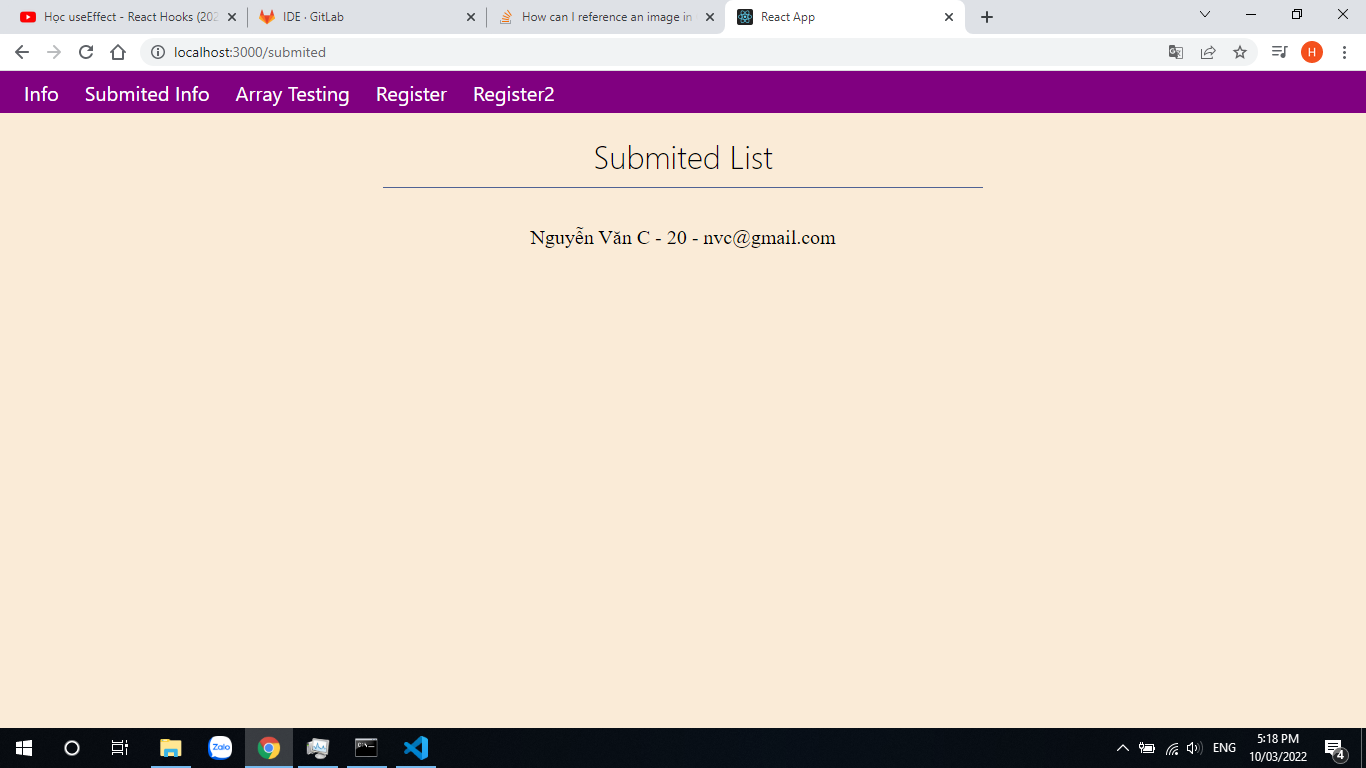 Học useEffect - React Hooks (202
IDE · GitLab
How can I reference an image in
React App
localhost:3000/submited
H
Info Submited Info Array Testing Register Register2
Submited List
Nguyễn Văn C - 20 - nvc@gmail.com
Zalo
ENG
5:18 PM
10/03/2022
4